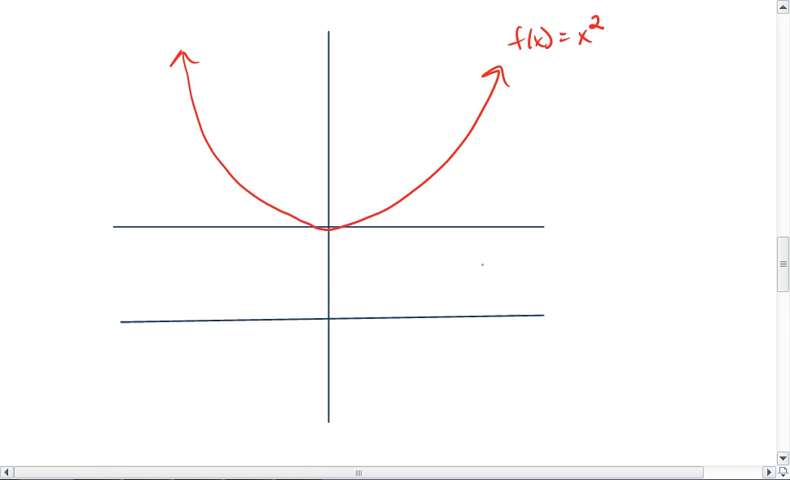 f(x) = x²